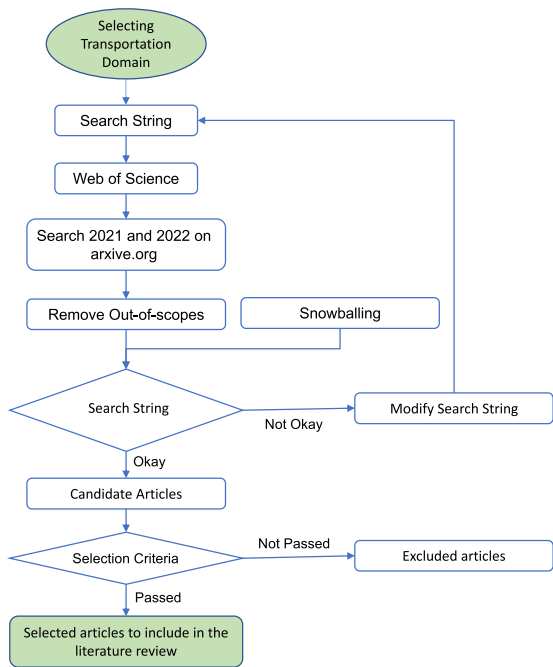 Selecting
Transportation
Domain
Search String
Web of Science
Search 2021 and 2022 on
arxive.org
Remove Out-of-scopes
Snowballing
Search String
Not Okay
Modify Search String
Okay
Candidate Articles
Selection Criteria
Not Passed
Excluded articles
Passed
Selected articles to include in the
literature review